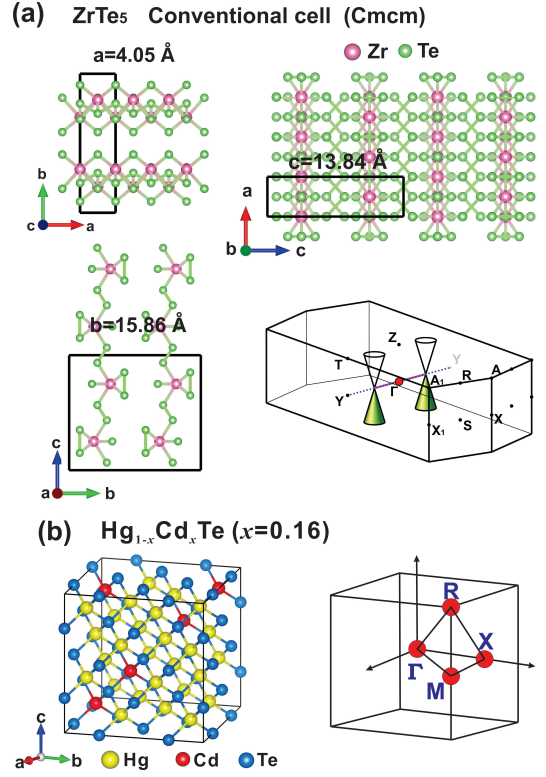 (a) ZrTe5 Conventional cell (Cmcm)
a=4.05 Å
Zr Te
b
c
a
c=13.84 Å
a
b
c
b=15.86 Å
c
a
b
T
Z
Y
Γ
Y
A1
R
A
X1
S
X
(b) Hg1-xCdxTe (x=0.16)
c
a
b
Hg Cd Te
R
Γ
X
M